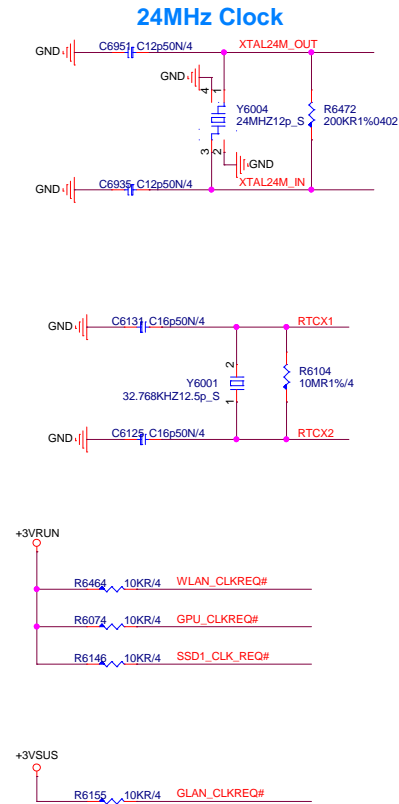 24MHz Clock
GND C6951 C12p50N/4 XTAL24M_OUT
GND 4 1
Y6004 R6472
24MHZ12p_S 200KR1%0402
3 2
GND
GND C6935 C12p50N/4 XTAL24M_IN
GND C6131 C16p50N/4 RTCX1
2
Y6001 R6104
32.768KHZ12.5p_S 10MR1%/4
1
GND C6125 C16p50N/4 RTCX2
+3VRUN
R6464 10KR/4 WLAN_CLKREQ#
R6074 10KR/4 GPU_CLKREQ#
R6146 10KR/4 SSD1_CLK_REQ#
+3VSUS
R6155 10KR/4 GLAN_CLKREQ#